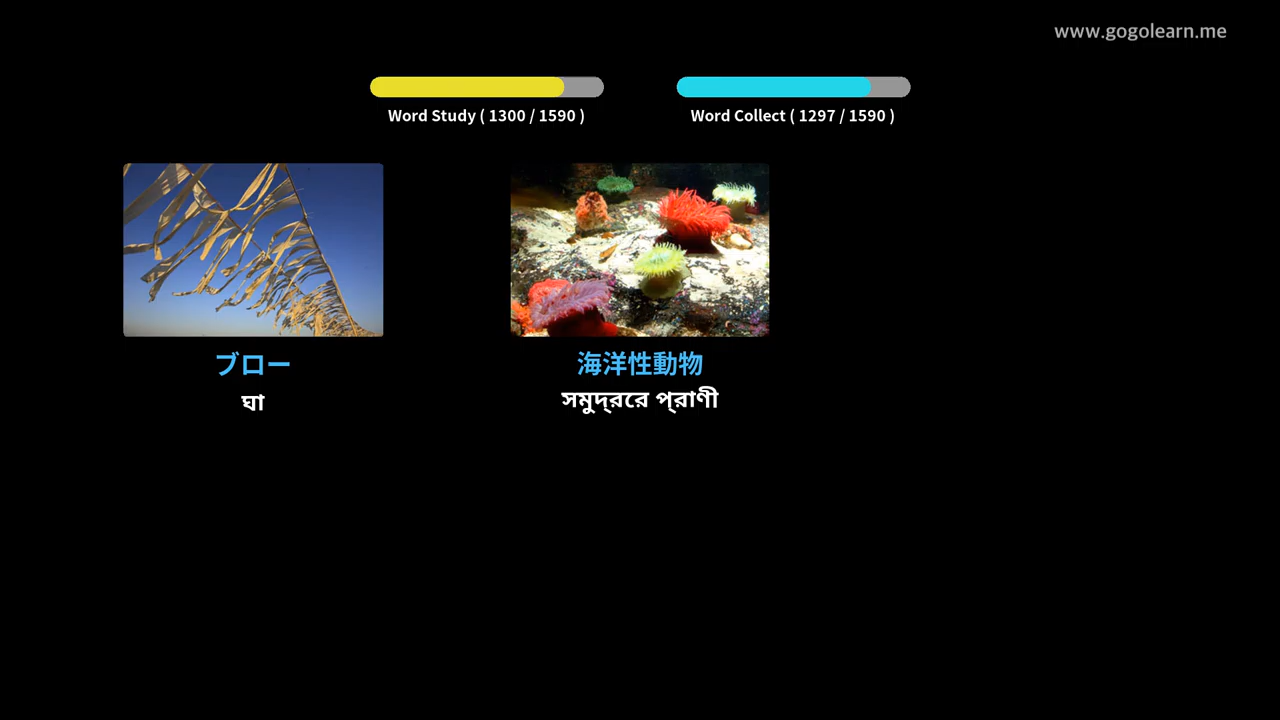 www.gogolearn.me
Word Study ( 1300 / 1590 )
Word Collect ( 1297 / 1590 )
ブロー
ঘা
海洋性動物
সমুদ্ররে প্রাণী